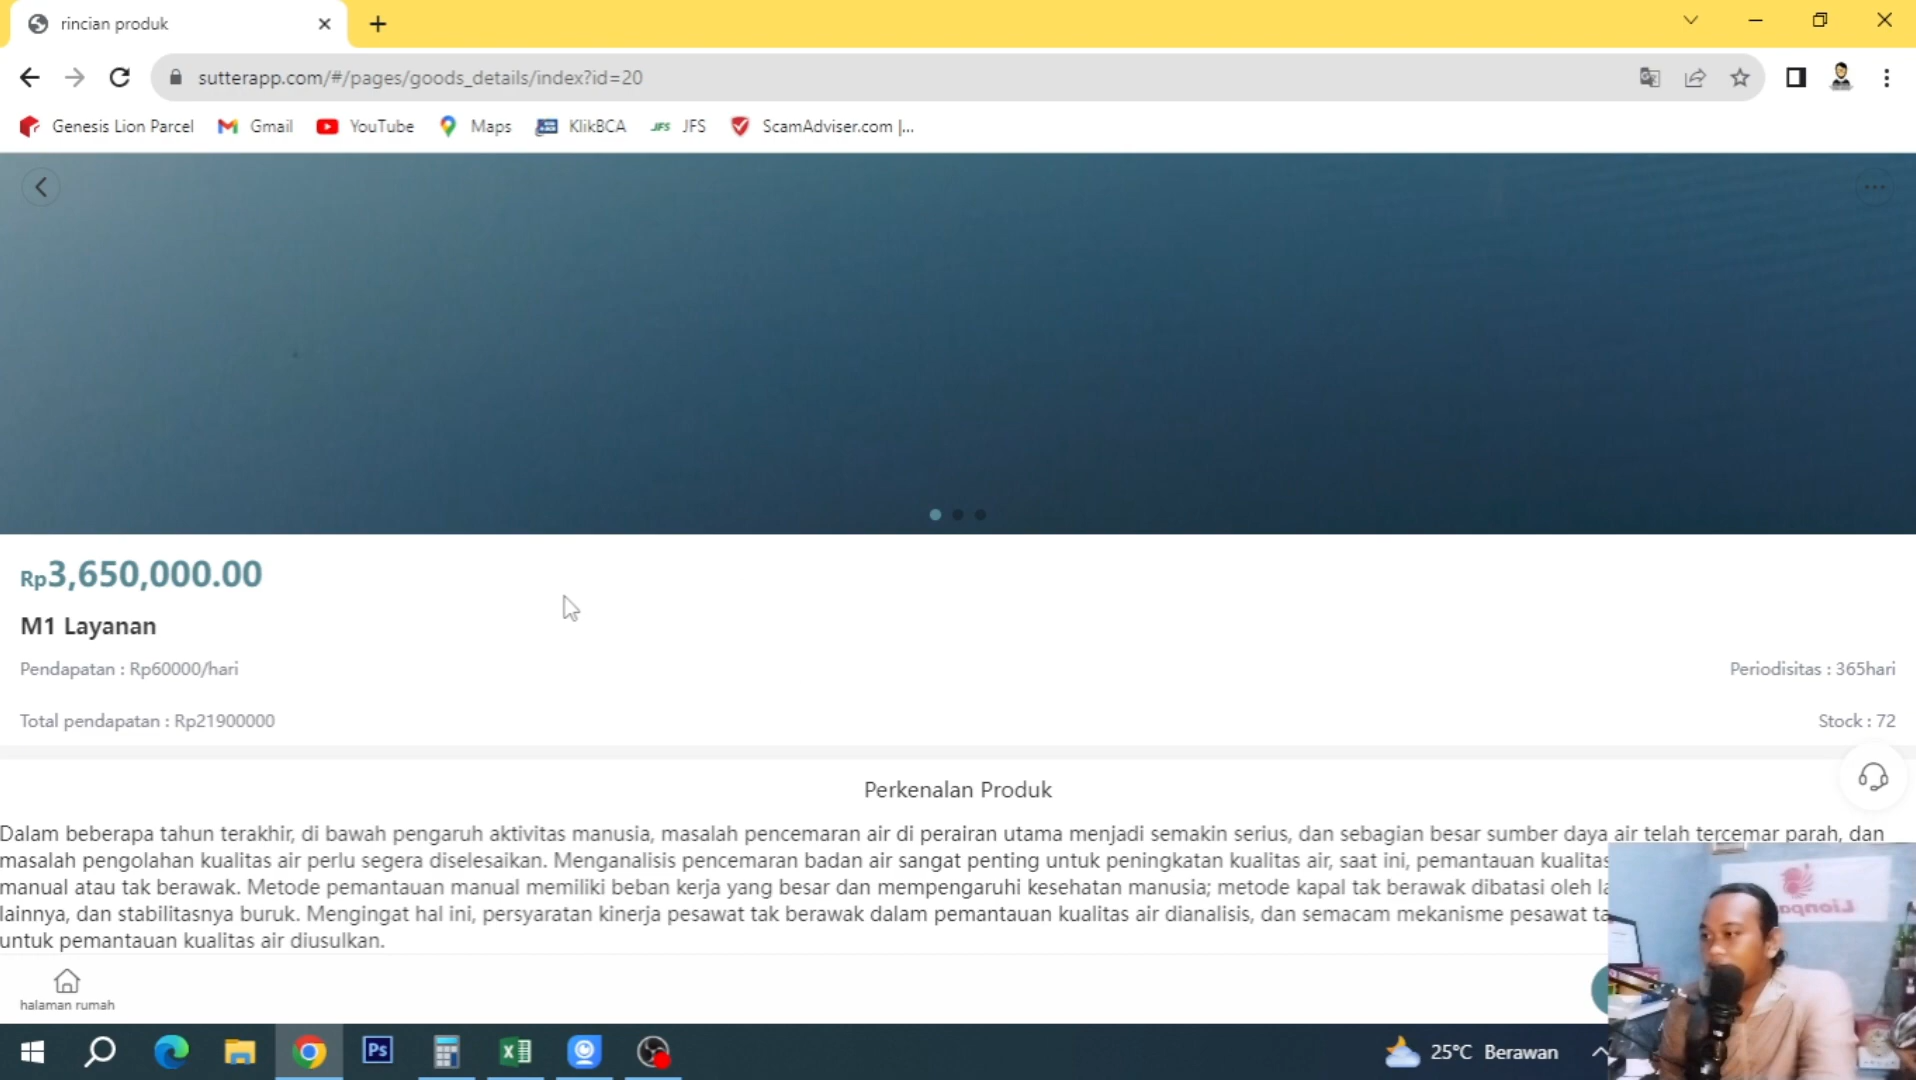 rincian produk
sutterapp.com/#/pages/goods_details/index?id=20
Genesis Lion Parcel
Gmail
YouTube
Maps
KlikBCA
JFS JFS
ScamAdviser.com |...
Rp3,650,000.00
M1 Layanan
Pendapatan : Rp60000/hari
Periodisitas : 365hari
Total pendapatan : Rp21900000
Stock : 72
Perkenalan Produk
Dalam beberapa tahun terakhir, di bawah pengaruh aktivitas manusia, masalah pencemaran air di perairan utama menjadi semakin serius, dan sebagian besar sumber daya air telah tercemar parah, dan
masalah pengolahan kualitas air perlu segera diselesaikan. Menganalisis pencemaran badan air sangat penting untuk peningkatan kualitas air, saat ini, pemantauan kualitas
manual atau tak berawak. Metode pemantauan manual memiliki beban kerja yang besar dan mempengaruhi kesehatan manusia; metode kapal tak berawak dibatasi oleh
lainnya, dan stabilitasnya buruk. Mengingat hal ini, persyaratan kinerja pesawat tak berawak dalam pemantauan kualitas air dianalisis, dan semacam mekanisme pesawat
untuk pemantauan kualitas air diusulkan.
Lionpa
halaman rumah
Ps
25°C Berawan